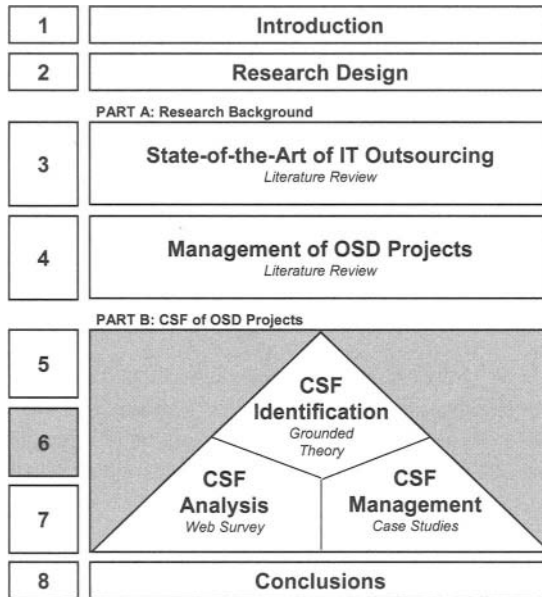 1
Introduction
2
Research Design
PART A: Research Background
3
State-of-the-Art of IT Outsourcing
Literature Review
4
Management of OSD Projects
Literature Review
PART B: CSF of OSD Projects
5
CSF
Identification
Grounded
Theory
6
CSF
Analysis
Web Survey
CSF
Management
Case Studies
7
8
Conclusions